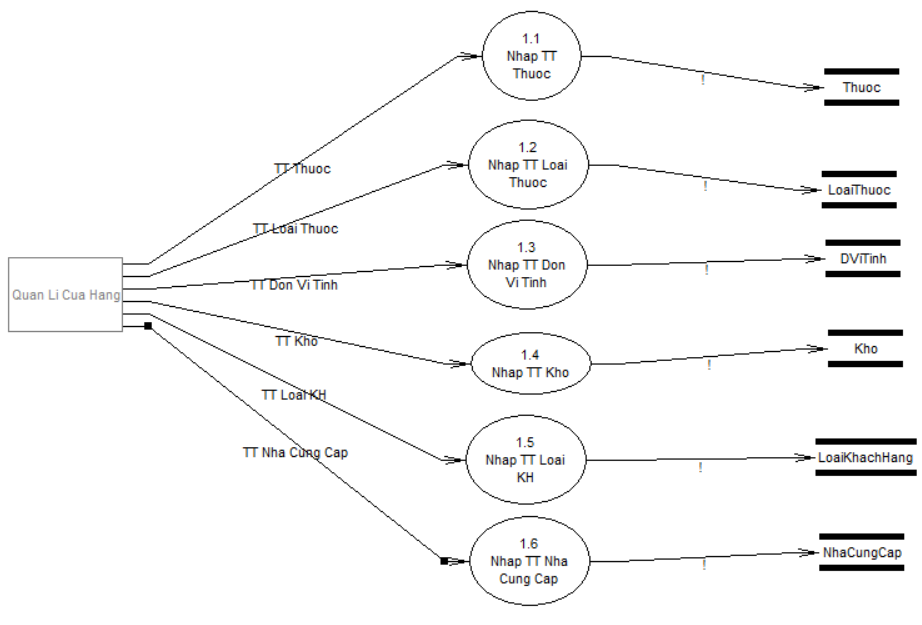 1.1
Nhap TT
Thuoc
!
Thuoc
TT Thuoc
1.2
Nhap TT Loai
Thuoc
!
LoaiThuoc
TT Loai Thuoc
1.3
Nhap TT Don
Vi Tinh
!
DViTinh
Quan Li Cua Hang
TT Don Vi Tinh
TT Kho
1.4
Nhap TT Kho
!
Kho
TT Loai KH
1.5
Nhap TT Loai
KH
!
LoaiKhachHang
TT Nha Cung Cap
1.6
Nhap TT Nha
Cung Cap
!
NhaCungCap